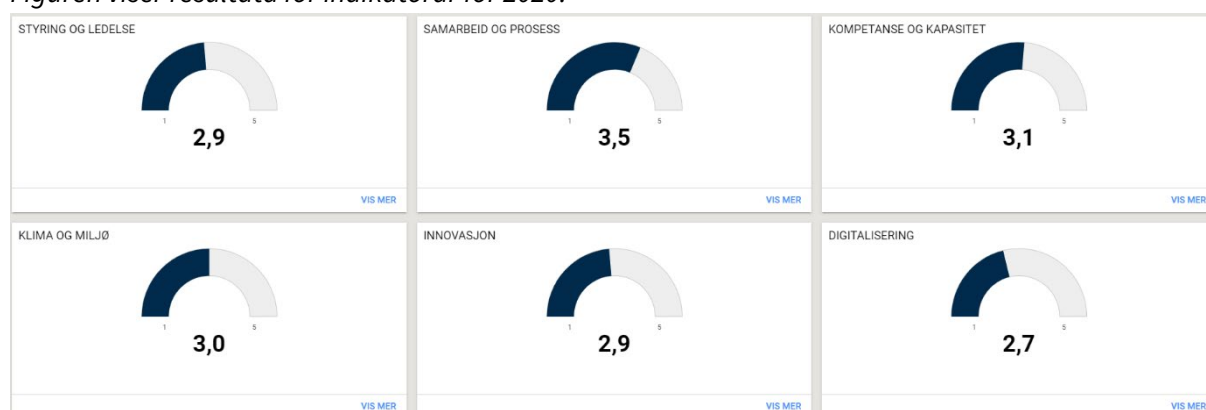 Figuren viser resultata for indikatorar for 2020.
STYRING OG LEDELSE
1 5
2,9
VIS MER
SAMARBEID OG PROSESS
1 5
3,5
VIS MER
KOMPETANSE OG KAPASITET
1 5
3,1
VIS MER
KLIMA OG MILJØ
1 5
3,0
VIS MER
INNOVASJON
1 5
2,9
VIS MER
DIGITALISERING
1 5
2,7
VIS MER